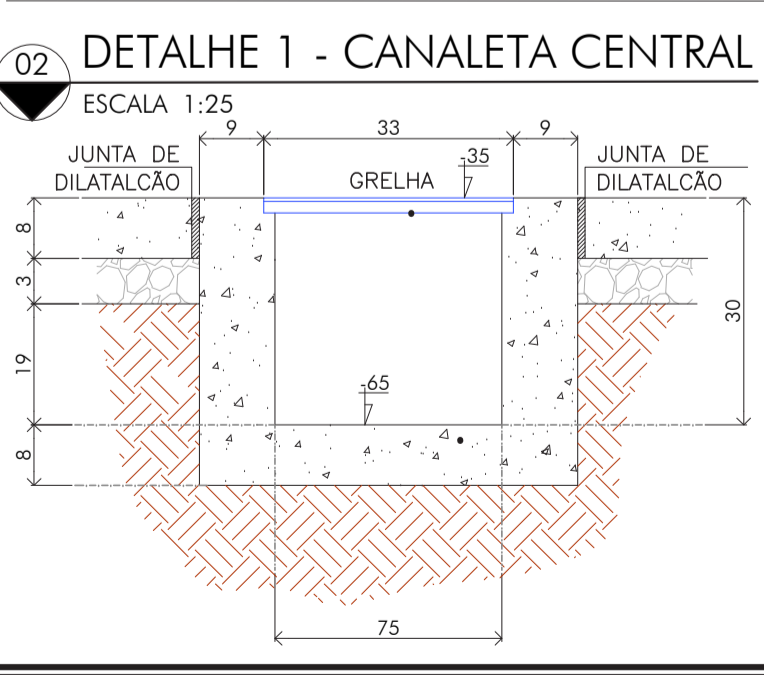 02
DETALHE 1 - CANALETA CENTRAL
ESCALA 1:25
9
33
9
JUNTA DE
DILATALCÃO
GRELHA
-35
JUNTA DE
DILATALCÃO
8
3
19
8
30
-65
75